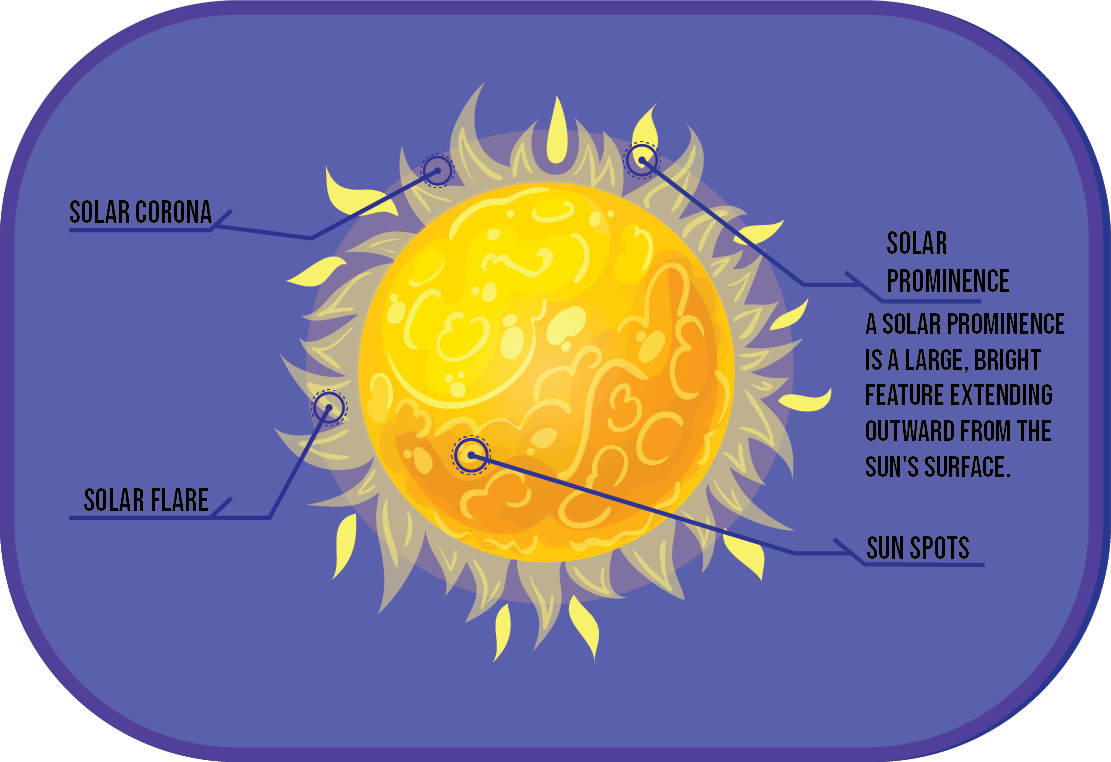 SOLAR CORONA
SOLAR
PROMINENCE
A SOLAR PROMINENCE
IS A LARGE, BRIGHT
FEATURE EXTENDING
OUTWARD FROM THE
SUN'S SURFACE.
SOLAR FLARE
SUN SPOTS